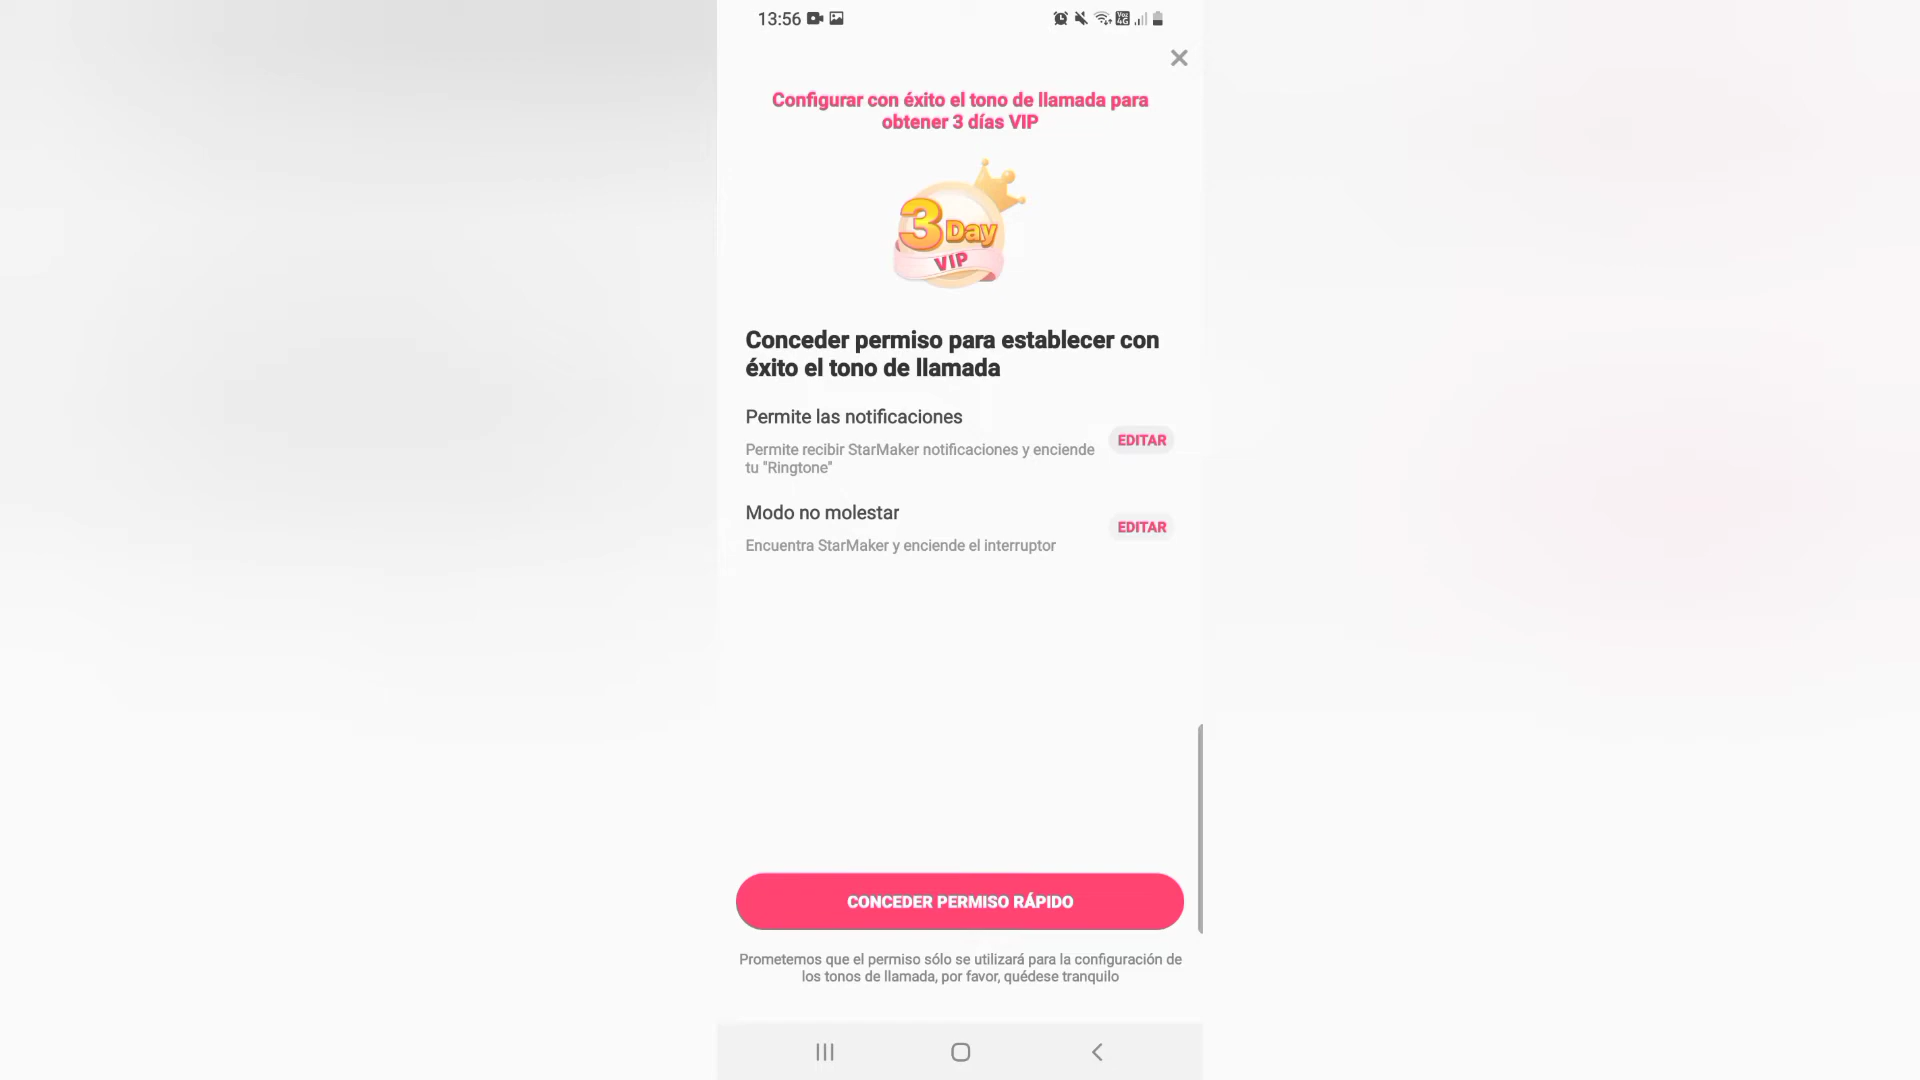 13:56
Configurar con éxito el tono de llamada para
obtener 3 días VIP
3 Day
VIP
Conceder permiso para establecer con
éxito el tono de llamada
Permite las notificaciones
Permite recibir StarMaker notificaciones y enciende
tu "Ringtone"
EDITAR
Modo no molestar
Encuentra StarMaker y enciende el interruptor
EDITAR
CONCEDER PERMISO RÁPIDO
Prometemos que el permiso sólo se utilizará para la configuración de
los tonos de llamada, por favor, quédese tranquilo